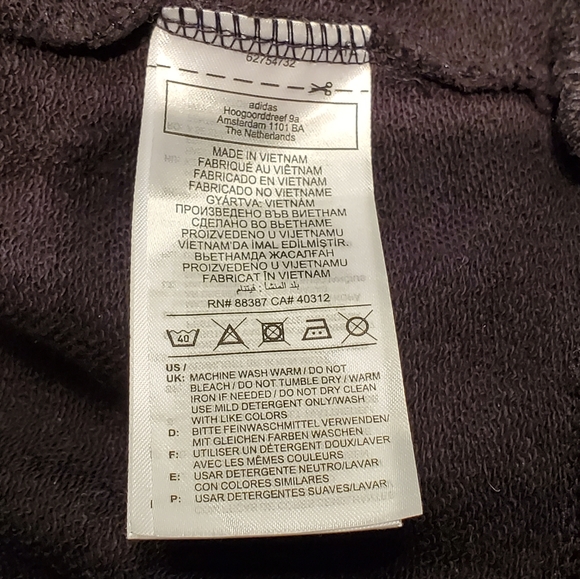 62754732
adidas
Hoogoorddreef 9a
Amsterdam 1101 BA
The Netherlands
MADE IN VIETNAM
FABRIQUÉ AU VIÊTNAM
FABRICADO EN VIETNAM
FABRICADO NO VIETNAME
GYÁRTVA: VIETNÁM
ПРОИЗВЕДЕНО ВЪВ ВИЕТНАМ
СДЕЛАНО ВО ВЬЕТНАМЕ
PROIZVEDENO U VIJETNAMU
VİETNAM'DA İMAL EDİLMİŞTİR.
ВЬЕТНАМДА ЖАСАЛҒАН
PROIZVEDENO U VIJETNAMU
FABRICAT ÎN VIETNAM
بلد المنشأ : فيتنام
RN# 88387 CA# 40312
40
US /
UK: MACHINE WASH WARM / DO NOT
BLEACH / DO NOT TUMBLE DRY / WARM
IRON IF NEEDED / DO NOT DRY CLEAN
USE MILD DETERGENT ONLY/WASH
WITH LIKE COLORS
D: BITTE FEINWASCHMITTEL VERWENDEN/
MIT GLEICHEN FARBEN WASCHEN
F: UTILISER UN DÉTERGENT DOUX/LAVER
AVEC LES MÊMES COULEURS
E: USAR DETERGENTE NEUTRO/LAVAR
CON COLORES SIMILARES
P: USAR DETERGENTES SUAVES/LAVAR